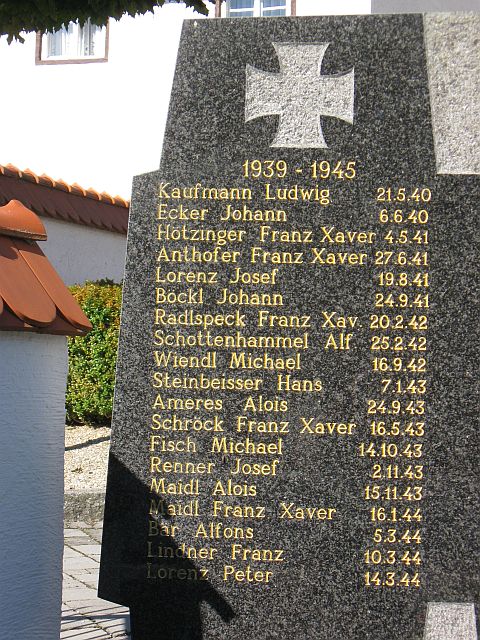 1939 - 1945
Kaufmann Ludwig 21.5.40
Ecker Johann 6.6.40
Hötzinger Franz Xaver 4.5.41
Anthofer Franz Xaver 27.6.41
Lorenz Josef 19.8.41
Böckl Johann 24.9.41
Radlspeck Franz Xav. 20.2.42
Schottenhammel Alf. 25.2.42
Wiendl Michael 16.9.42
Steinbeisser Hans 7.1.43
Ameres Alois 24.9.43
Schröck Franz Xaver 16.5.43
Fisch Michael 14.10.43
Renner Josef 2.11.43
Maidl Alois 15.11.43
Maidl Franz Xaver 16.1.44
Bär Alfons 5.3.44
Lindner Franz 10.3.44
Lorenz Peter 14.3.44